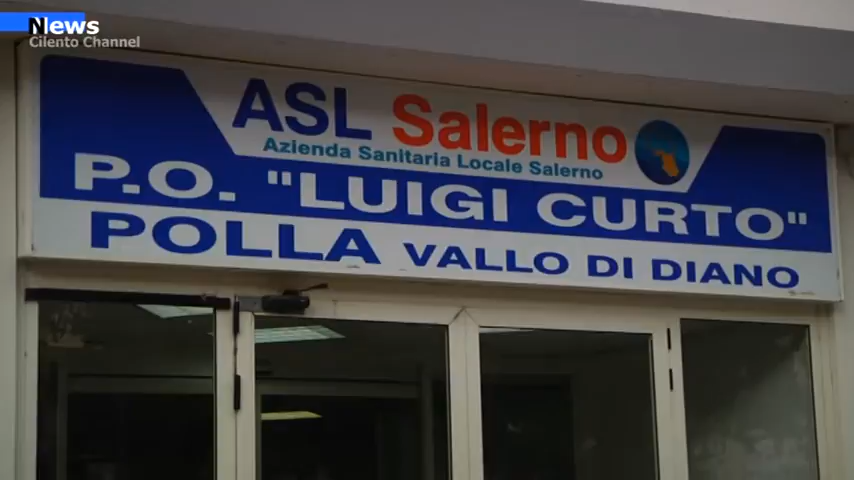 News
Cilento Channel
ASL Salerno
Azienda Sanitaria Locale Salerno
P.O. "LUIGI CURTO"
POLLA VALLO DI DIANO